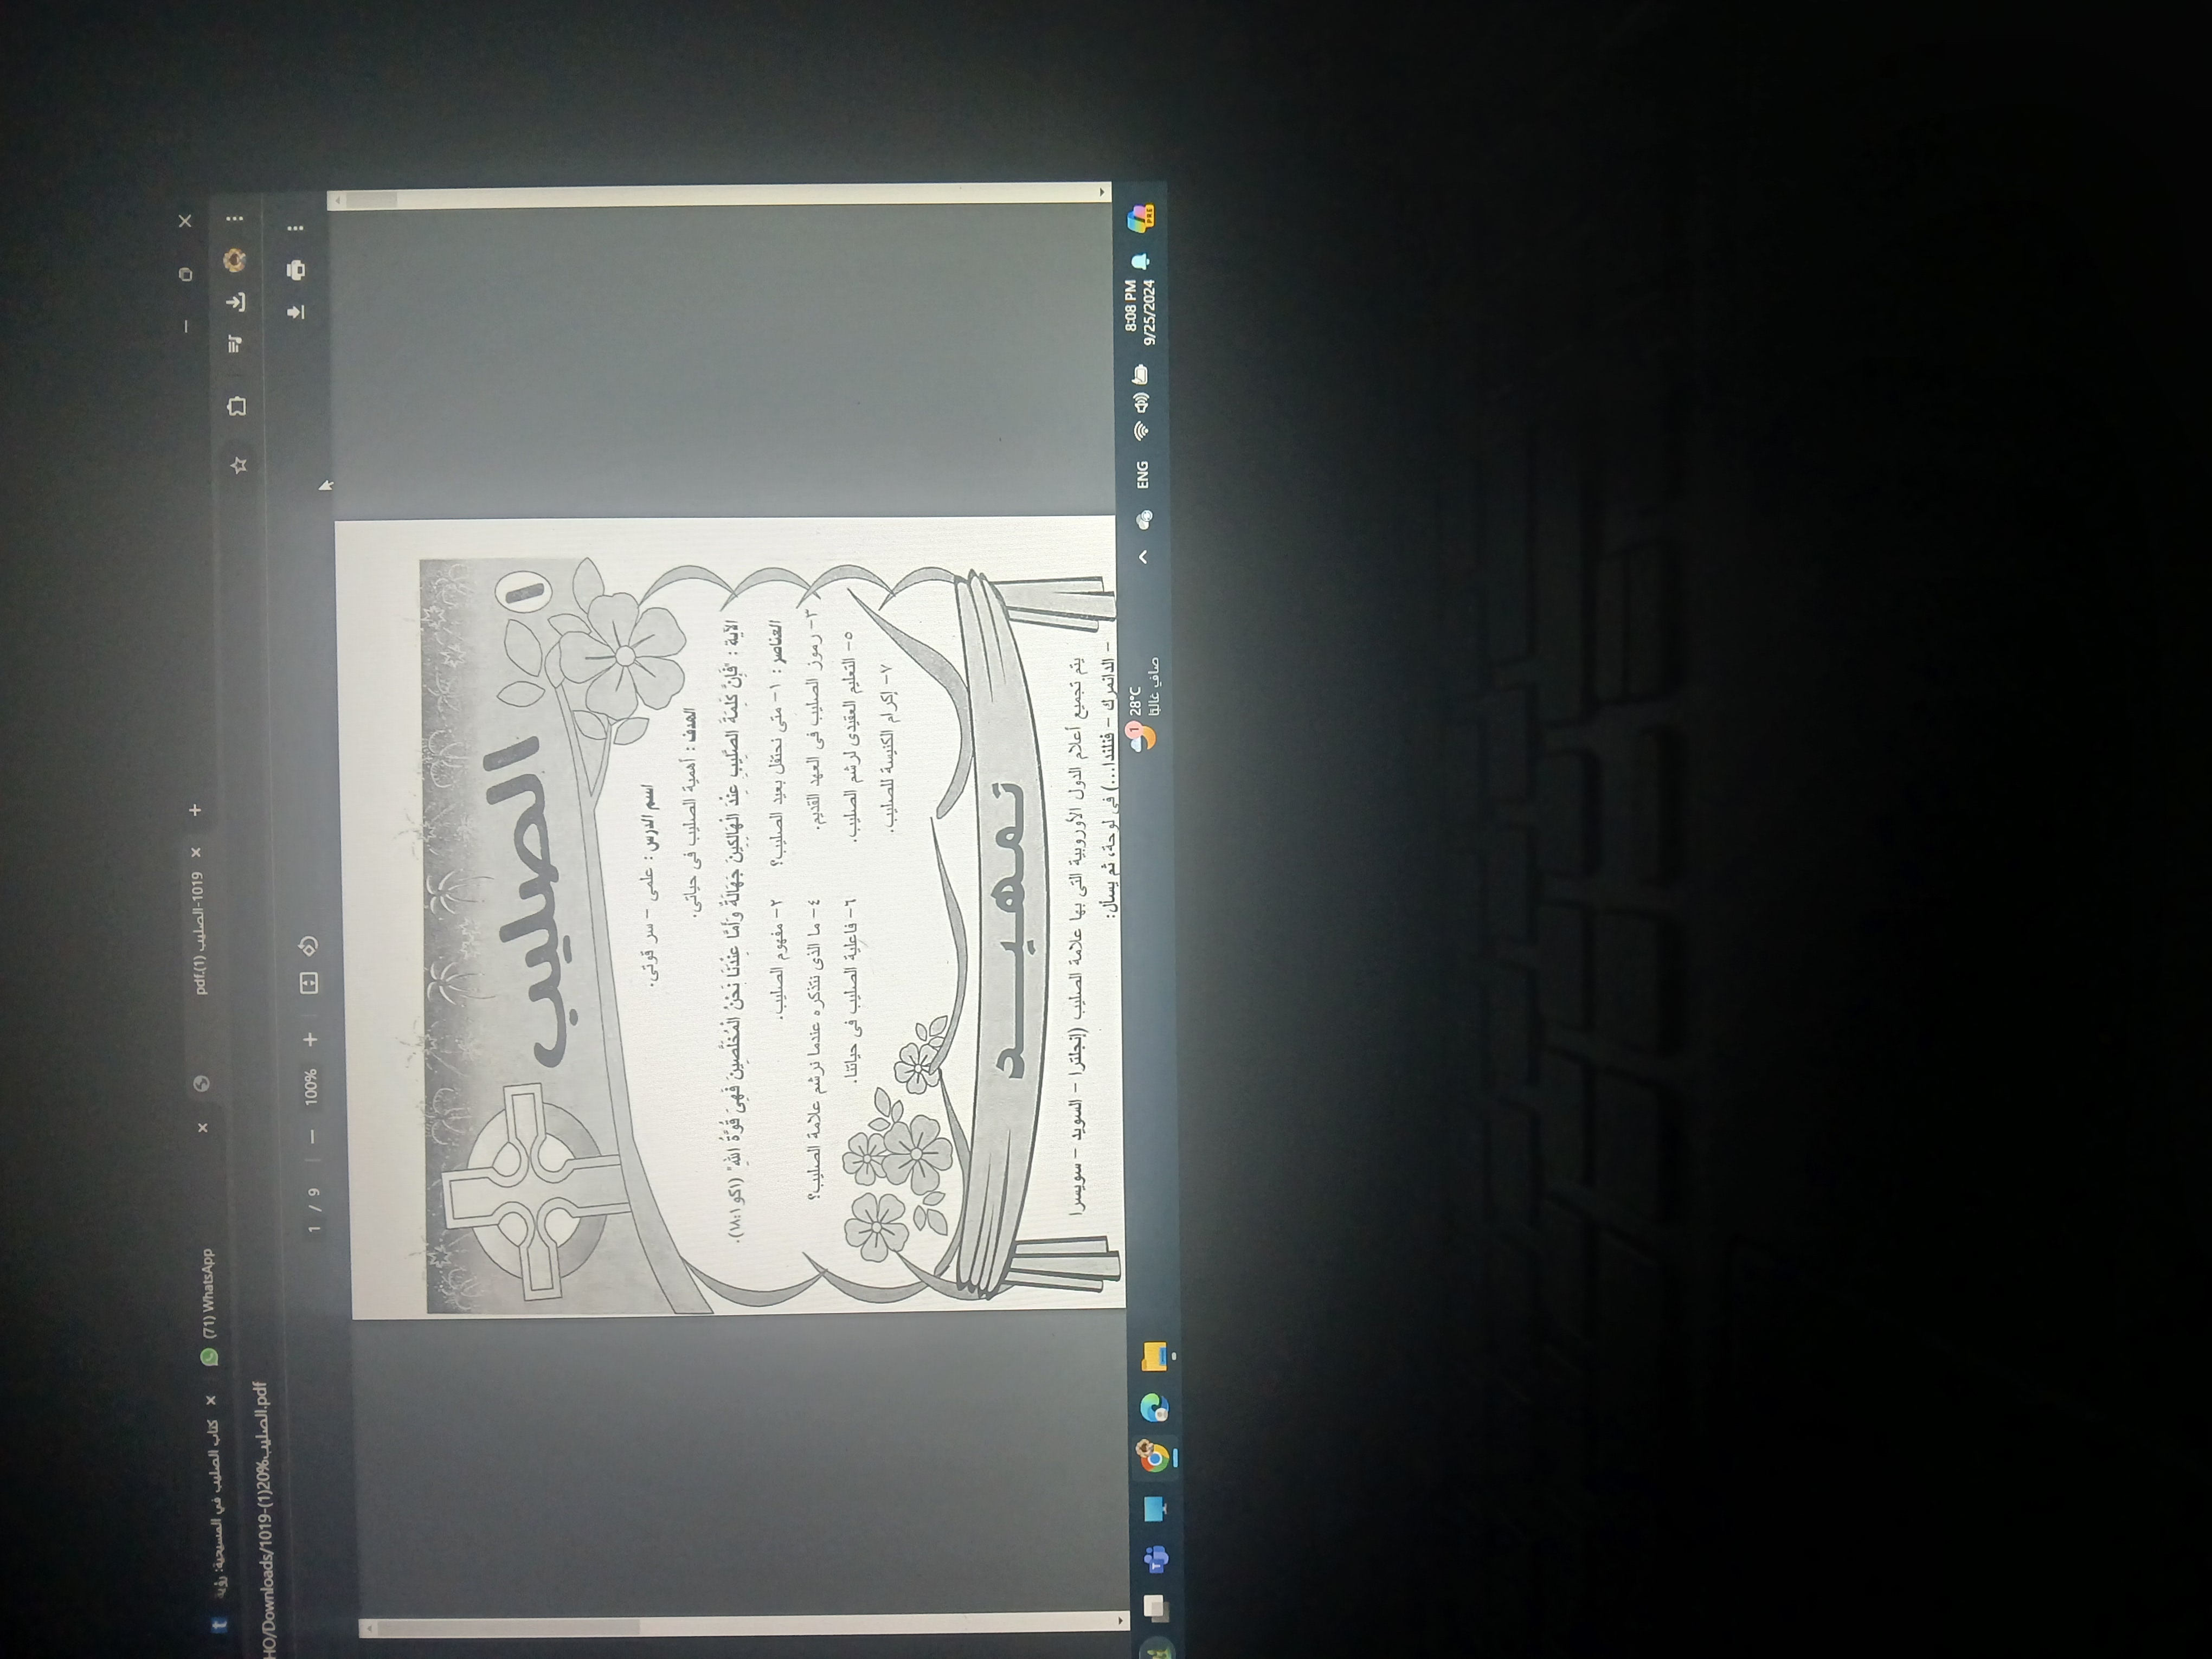 كتاب الصليب في المسيحية: رؤية
(71) WhatsApp
1019-الصليب (1).pdf
HO/Downloads/1019-(1)20%الصليب.pdf
1 / 9
100%
١
الصليب
اسم الدرس : علمى – سر قوتى.
الهدف : أهمية الصليب فى حياتى.
الآية : "فَإِنَّ كَلِمَةَ الصَّلِيبِ عِنْدَ الْهَالِكِينَ جَهَالَةٌ وَأَمَّا عِنْدَنَا نَحْنُ الْمُخَلَّصِينَ فَهِىَ قُوَّةُ اللهِ" (١كو١٨:١).
العناصر : ١- متى نحتفل بعيد الصليب؟ ٢- مفهوم الصليب.
٣- رموز الصليب فى العهد القديم. ٤- ما الذى نتذكره عندما نرشم علامة الصليب؟
٥- التعليم العقيدى لرشم الصليب. ٦- فاعلية الصليب فى حياتنا.
٧- إكرام الكنيسة للصليب.
تمهيد
يتم تجميع أعلام الدول الأوروبية التى بها علامة الصليب (إنجلترا – السويد – سويسرا
– الدانمرك – فنلندا...) فى لوحة، ثم يسأل:
1
28°C
صافي غالبًا
ENG
8:08 PM
9/25/2024
PRE